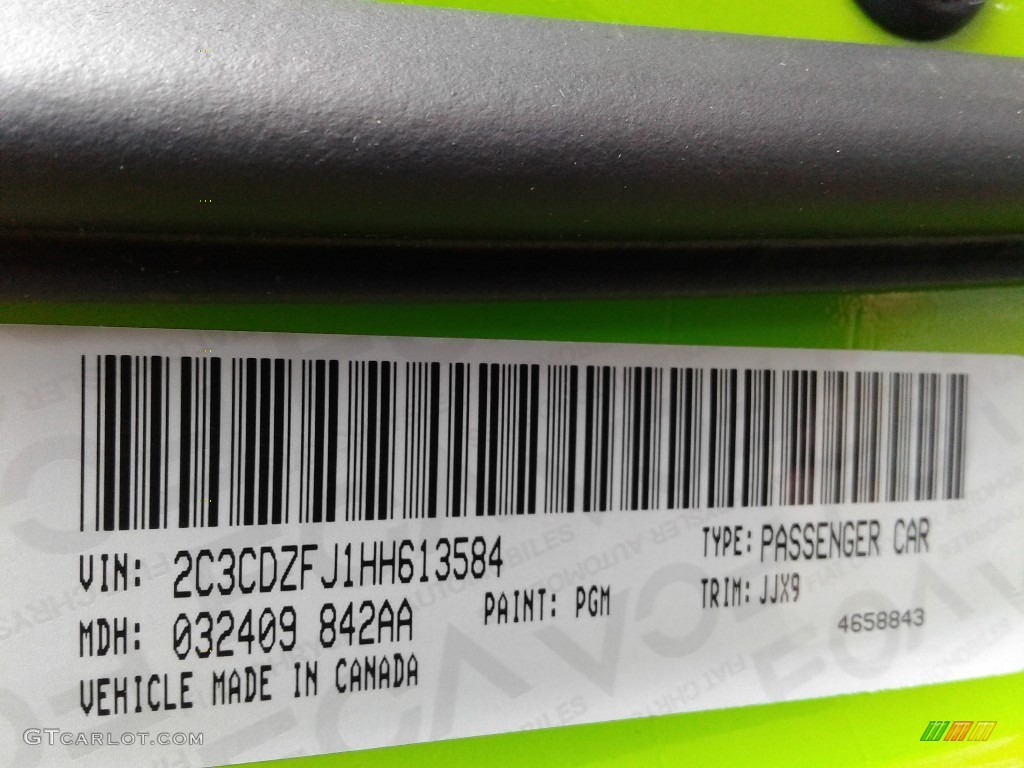 VIN: 2C3CDZFJ1HH613584
TYPE: PASSENGER CAR
MDH: 032409 842AA
PAINT: PGM
TRIM: JJX9
4658843
VEHICLE MADE IN CANADA
GTCARLOT.COM